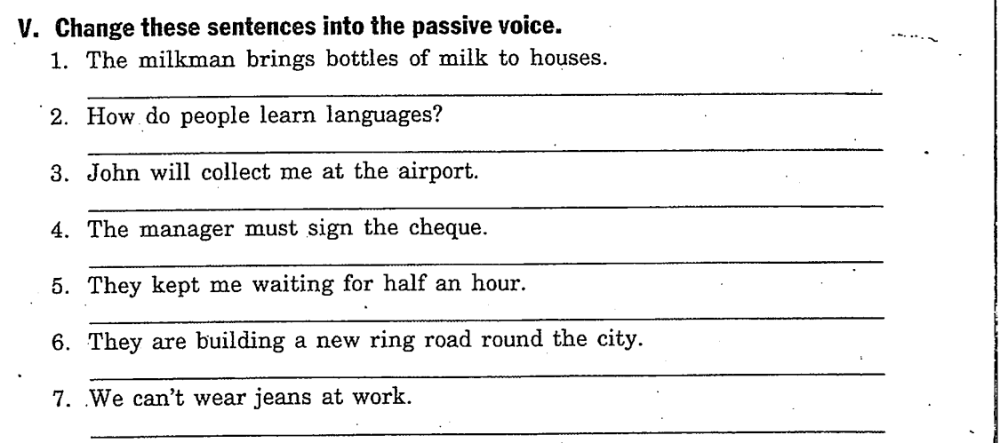 V. Change these sentences into the passive voice.
1. The milkman brings bottles of milk to houses.
2. How do people learn languages?
3. John will collect me at the airport.
4. The manager must sign the cheque.
5. They kept me waiting for half an hour.
6. They are building a new ring road round the city.
7. We can't wear jeans at work.